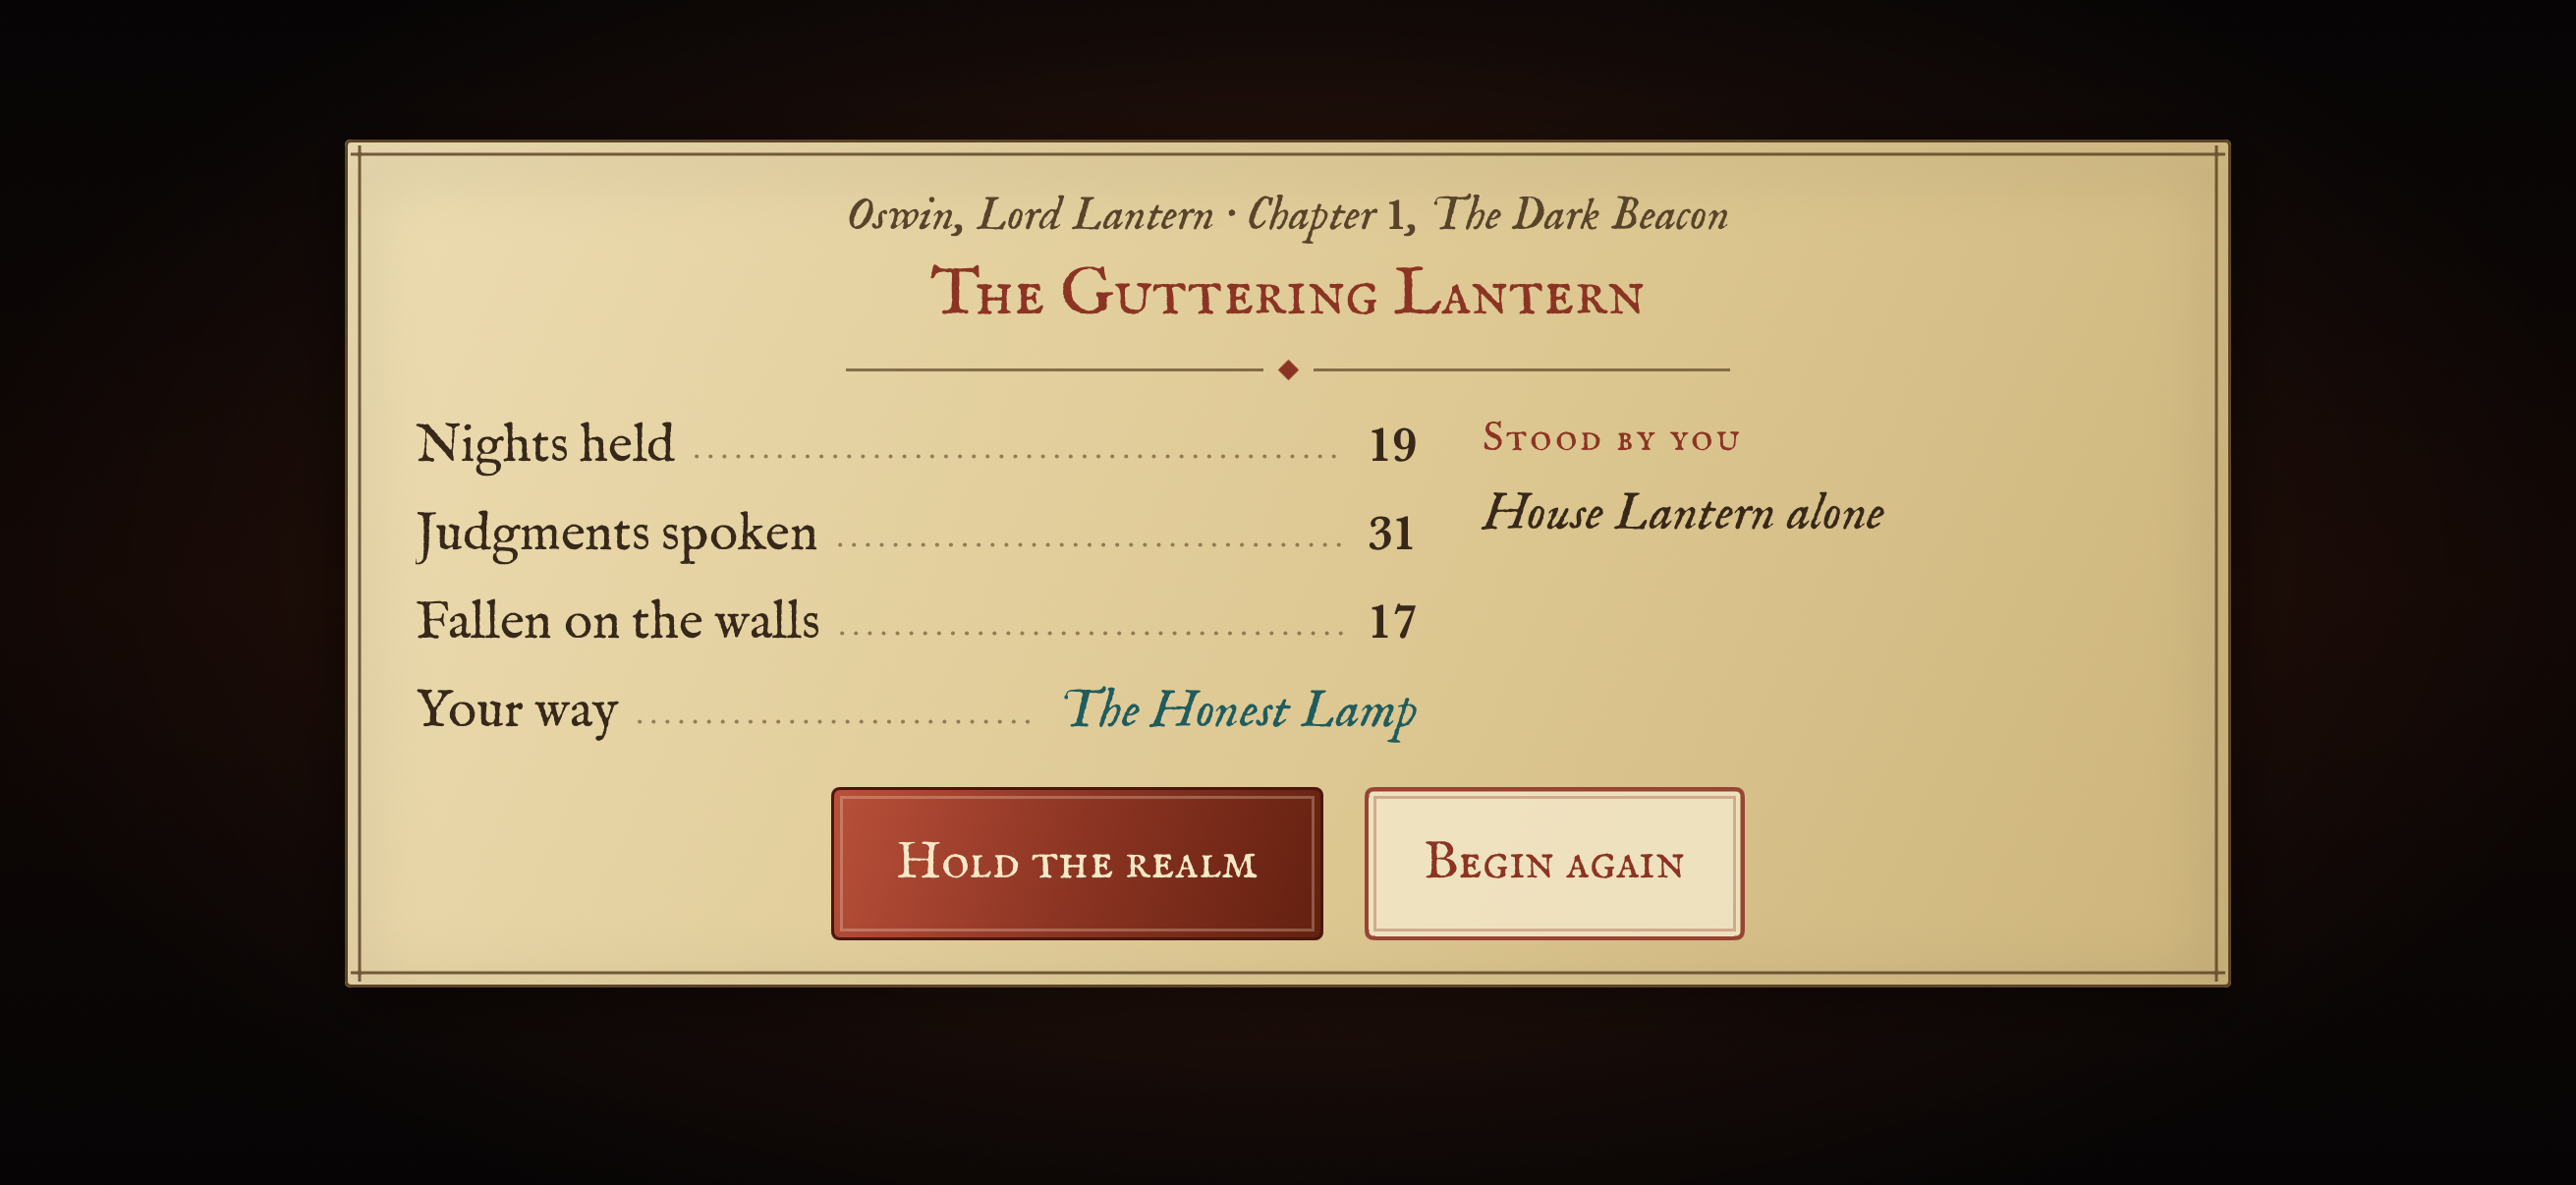 Oswin, Lord Lantern · Chapter 1, The Dark Beacon
The Guttering Lantern
Nights held 19
Judgments spoken 31
Fallen on the walls 17
Your way The Honest Lamp
Stood by you
House Lantern alone
Hold the realm
Begin again